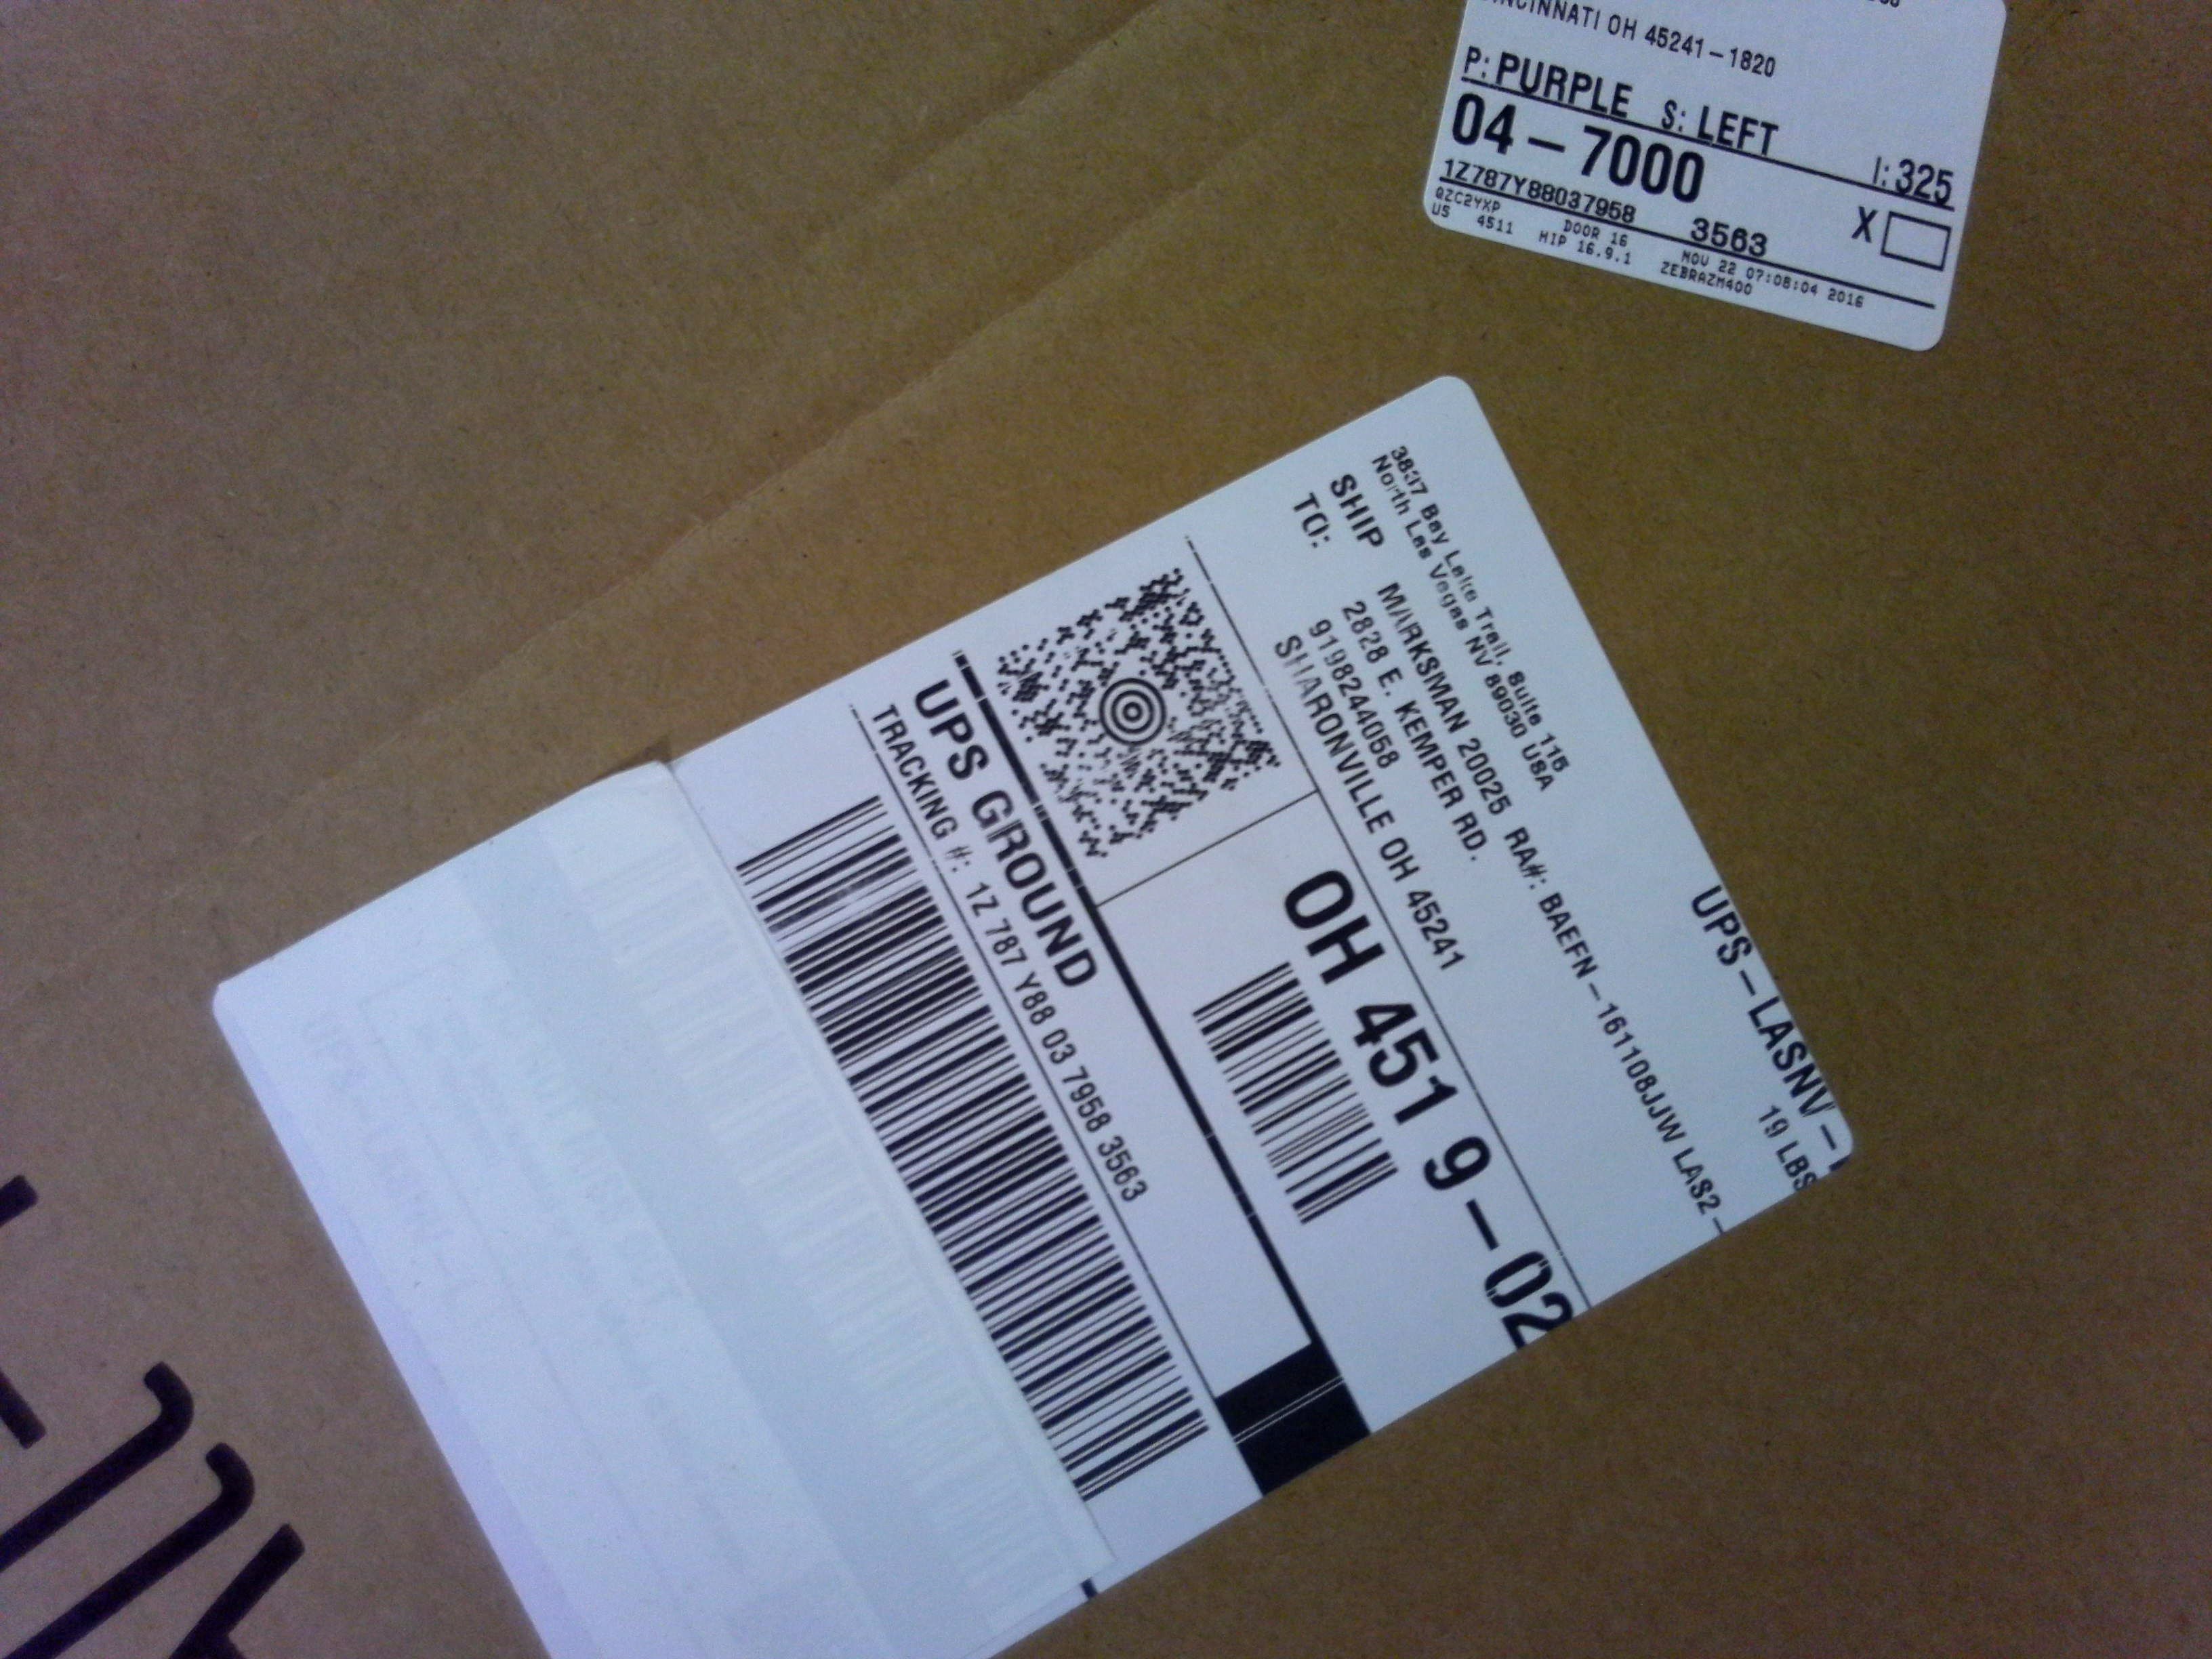 CINCINNATI OH 45241-1820
P: PURPLE S: LEFT I: 325
04-7000 X
1Z787Y88037958 3563
QZC2YXP DOOR 16 NOV 22 07:08:04 2016
US 4511 HIP 16.9.1 ZEBRAZM400
UPS-LASNV-
19 LBS
3837 Bay Lake Trail, Suite 115
North Las Vegas NV 89030 USA
SHIP
TO:
MARKSMAN 20025 RA#: BAEFN-161108JJW LAS2-
2828 E. KEMPER RD.
9198244058
SHARONVILLE OH 45241
OH 451 9-02
UPS GROUND
TRACKING #: 1Z 787 Y88 03 7958 3563